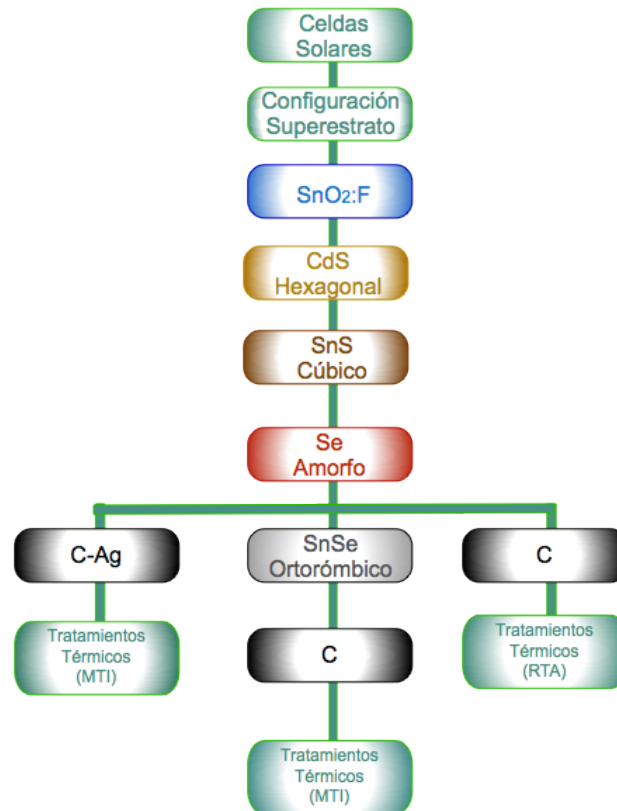 Celdas
Solares
Configuración
Superestrato
SnO2:F
CdS
Hexagonal
SnS
Cúbico
Se
Amorfo
C-Ag
SnSe
Ortorómbico
C
Tratamientos
Térmicos
(MTI)
C
Tratamientos
Térmicos
(RTA)
Tratamientos
Térmicos
(MTI)